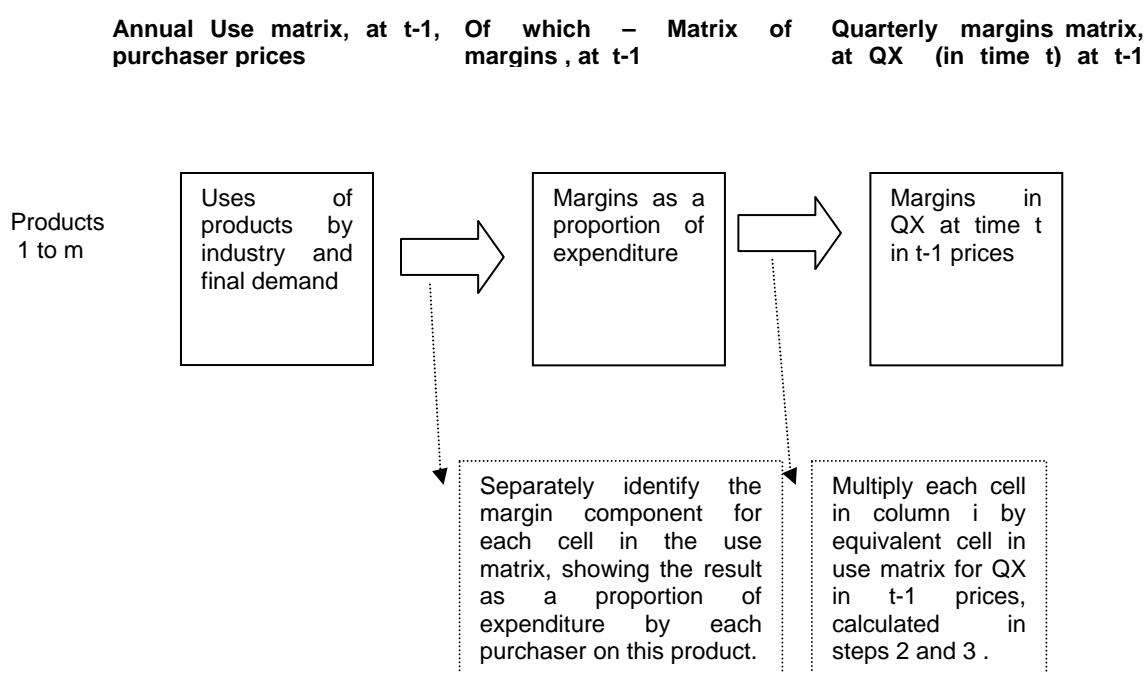 Annual Use matrix, at t-1,
purchaser prices
Of which – Matrix of
margins , at t-1
Quarterly margins matrix,
at QX (in time t) at t-1
Products
1 to m
Uses of
products by
industry and
final demand
Margins as a
proportion of
expenditure
Margins in
QX at time t
in t-1 prices
Separately identify the
margin component for
each cell in the use
matrix, showing the result
as a proportion of
expenditure by each
purchaser on this product.
Multiply each cell
in column i by
equivalent cell in
use matrix for QX
in t-1 prices,
calculated in
steps 2 and 3 .